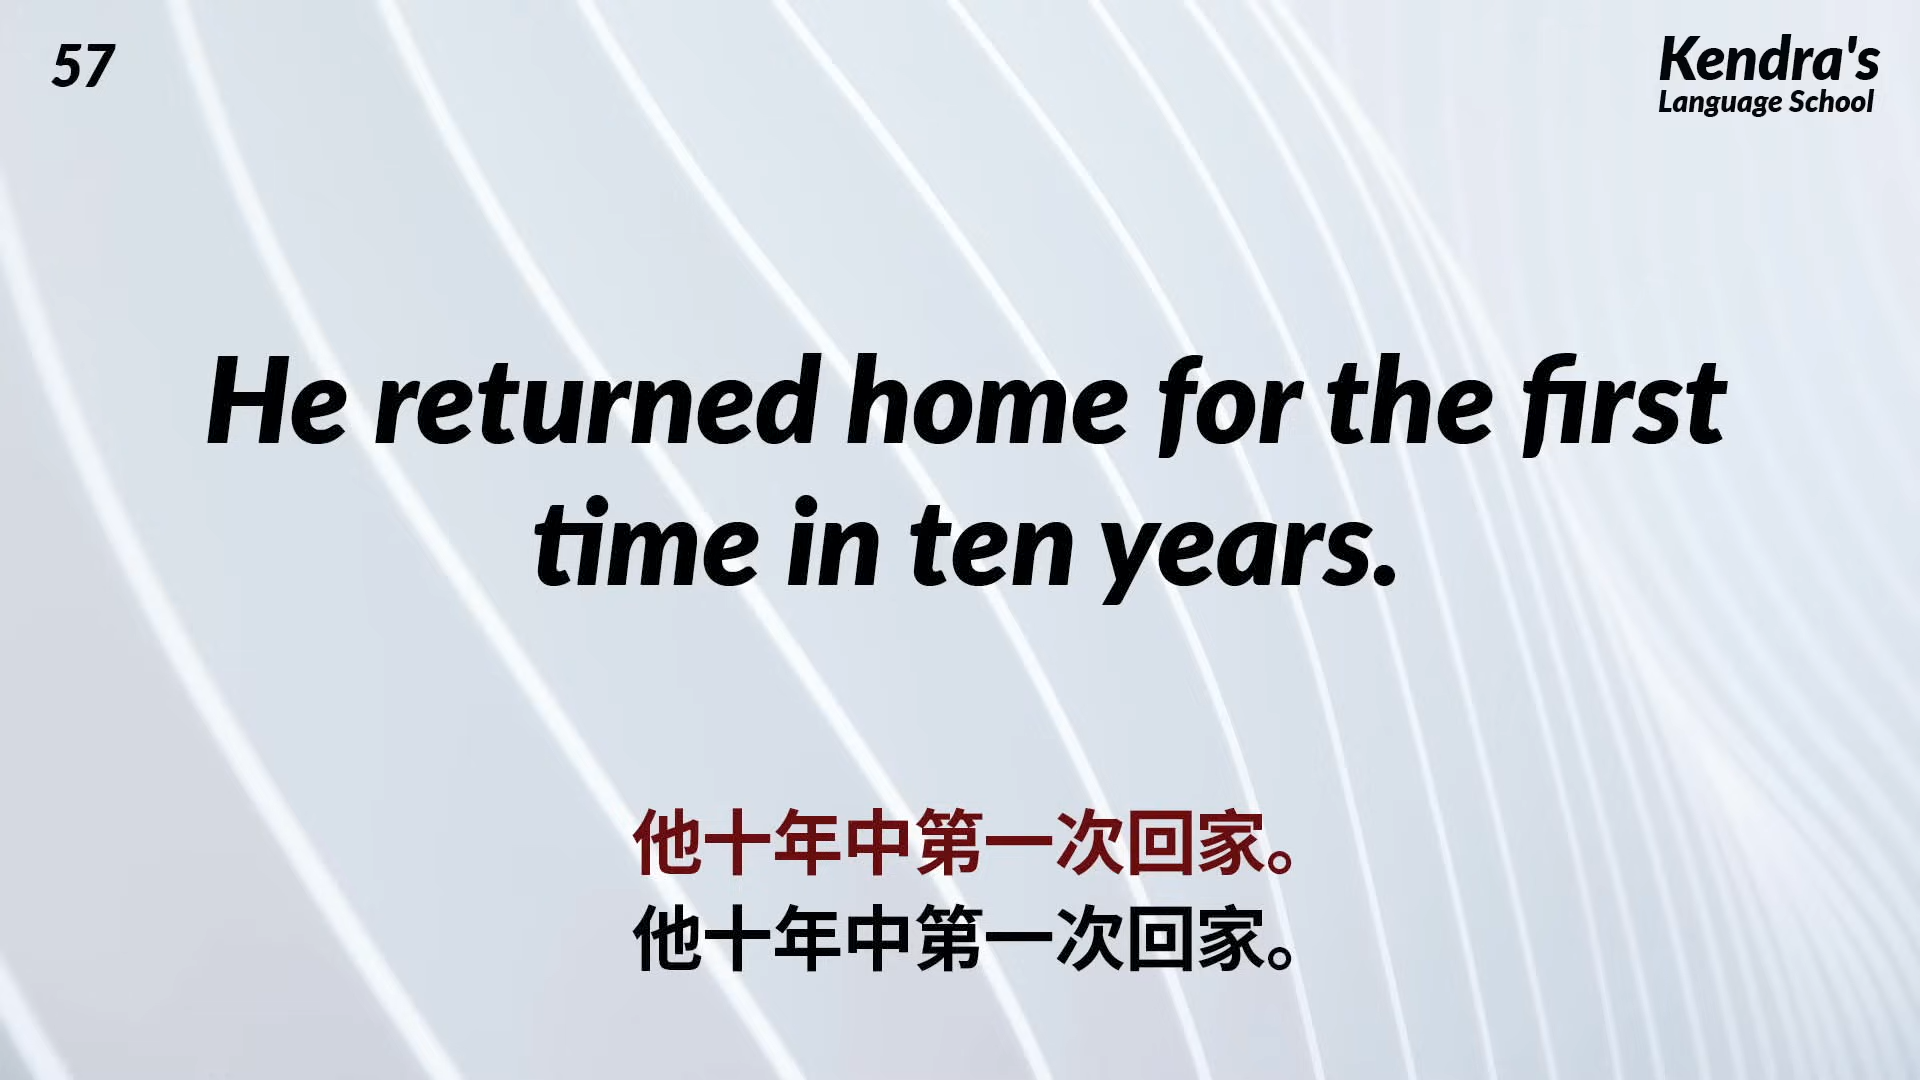 57
Kendra's
Language School
He returned home for the first
time in ten years.
他十年中第一次回家。
他十年中第一次回家。